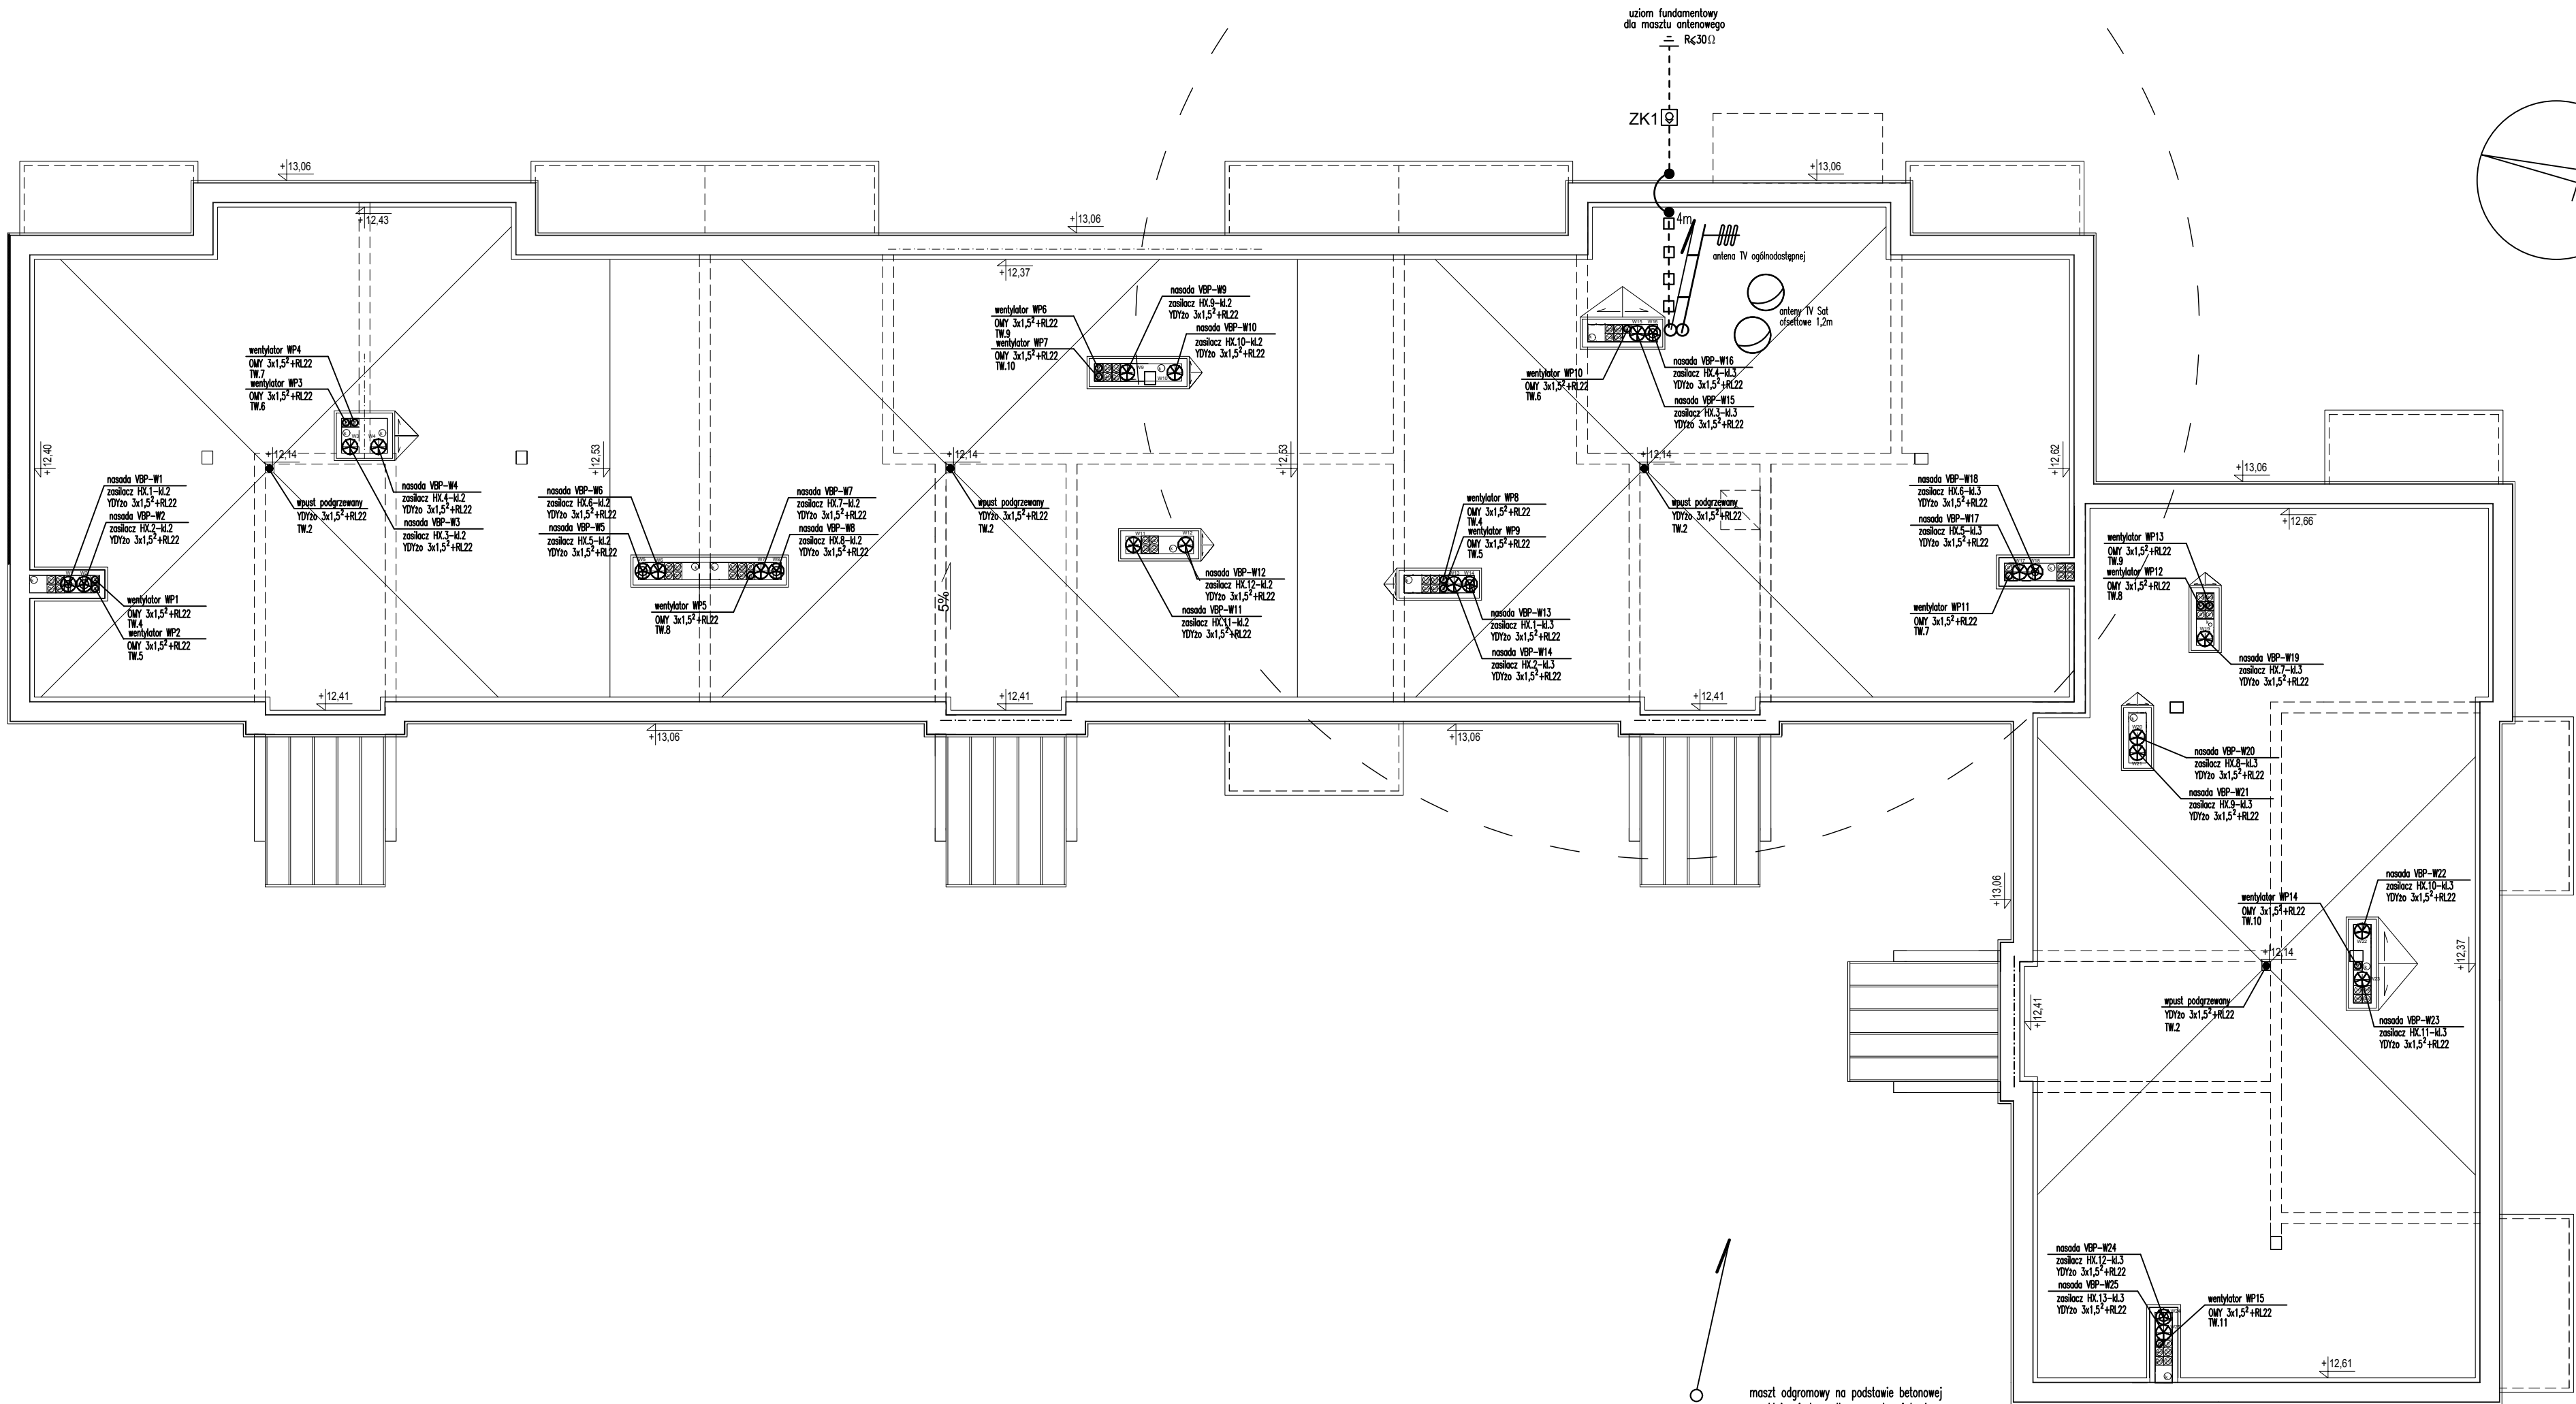 uziom fundamentowy
dla masztu antenowego
R≤30Ω
ZK1
+13,06
+13,06
+13,06
+12,43
4m
antena TV ogólnodostępnej
+12,37
anteny TV Sat
ofsettowe 1,2m
nasada VBP-W9
zasilacz HX.9-kl.2
YDYżo 3x1,5²+RL22
nasada VBP-W10
zasilacz HX.10-kl.2
YDYżo 3x1,5²+RL22
wentylator WP6
OMY 3x1,5²+RL22
TW.9
wentylator WP7
OMY 3x1,5²+RL22
TW.10
wentylator WP4
OMY 3x1,5²+RL22
TW.7
wentylator WP3
OMY 3x1,5²+RL22
TW.6
wentylator WP10
OMY 3x1,5²+RL22
TW.6
nasada VBP-W16
zasilacz HX.4-kl.3
YDYżo 3x1,5²+RL22
nasada VBP-W15
zasilacz HX.3-kl.3
YDYżo 3x1,5²+RL22
+12,40
+12,14
+12,53
+12,14
+12,53
+12,14
+12,62
+13,06
nasada VBP-W1
zasilacz HX.1-kl.2
YDYżo 3x1,5²+RL22
nasada VBP-W2
zasilacz HX.2-kl.2
YDYżo 3x1,5²+RL22
wpust podgrzewany
YDYżo 3x1,5²+RL22
TW.2
nasada VBP-W4
zasilacz HX.4-kl.2
YDYżo 3x1,5²+RL22
nasada VBP-W3
zasilacz HX.3-kl.2
YDYżo 3x1,5²+RL22
nasada VBP-W6
zasilacz HX.6-kl.2
YDYżo 3x1,5²+RL22
nasada VBP-W5
zasilacz HX.5-kl.2
YDYżo 3x1,5²+RL22
nasada VBP-W7
zasilacz HX.7-kl.2
YDYżo 3x1,5²+RL22
nasada VBP-W8
zasilacz HX.8-kl.2
YDYżo 3x1,5²+RL22
wpust podgrzewany
YDYżo 3x1,5²+RL22
TW.2
wentylator WP8
OMY 3x1,5²+RL22
TW.4
wentylator WP9
OMY 3x1,5²+RL22
TW.5
wpust podgrzewany
YDYżo 3x1,5²+RL22
TW.2
nasada VBP-W18
zasilacz HX.6-kl.3
YDYżo 3x1,5²+RL22
nasada VBP-W17
zasilacz HX.5-kl.3
YDYżo 3x1,5²+RL22
+12,66
wentylator WP13
OMY 3x1,5²+RL22
TW.9
wentylator WP12
OMY 3x1,5²+RL22
TW.8
wentylator WP1
OMY 3x1,5²+RL22
TW.4
wentylator WP2
OMY 3x1,5²+RL22
TW.5
wentylator WP5
OMY 3x1,5²+RL22
TW.8
5%
nasada VBP-W12
zasilacz HX.12-kl.2
YDYżo 3x1,5²+RL22
nasada VBP-W11
zasilacz HX.11-kl.2
YDYżo 3x1,5²+RL22
nasada VBP-W13
zasilacz HX.1-kl.3
YDYżo 3x1,5²+RL22
nasada VBP-W14
zasilacz HX.2-kl.3
YDYżo 3x1,5²+RL22
wentylator WP11
OMY 3x1,5²+RL22
TW.7
nasada VBP-W19
zasilacz HX.7-kl.3
YDYżo 3x1,5²+RL22
+12,41
+12,41
+12,41
+13,06
+13,06
nasada VBP-W20
zasilacz HX.8-kl.3
YDYżo 3x1,5²+RL22
nasada VBP-W21
zasilacz HX.9-kl.3
YDYżo 3x1,5²+RL22
+13,06
nasada VBP-W22
zasilacz HX.10-kl.3
YDYżo 3x1,5²+RL22
wentylator WP14
OMY 3x1,5²+RL22
TW.10
+12,14
+12,37
wpust podgrzewany
YDYżo 3x1,5²+RL22
TW.2
+12,41
nasada VBP-W23
zasilacz HX.11-kl.3
YDYżo 3x1,5²+RL22
nasada VBP-W24
zasilacz HX.12-kl.3
YDYżo 3x1,5²+RL22
nasada VBP-W25
zasilacz HX.13-kl.3
YDYżo 3x1,5²+RL22
wentylator WP15
OMY 3x1,5²+RL22
TW.11
+12,61
maszt odgromowy na podstawie betonowej